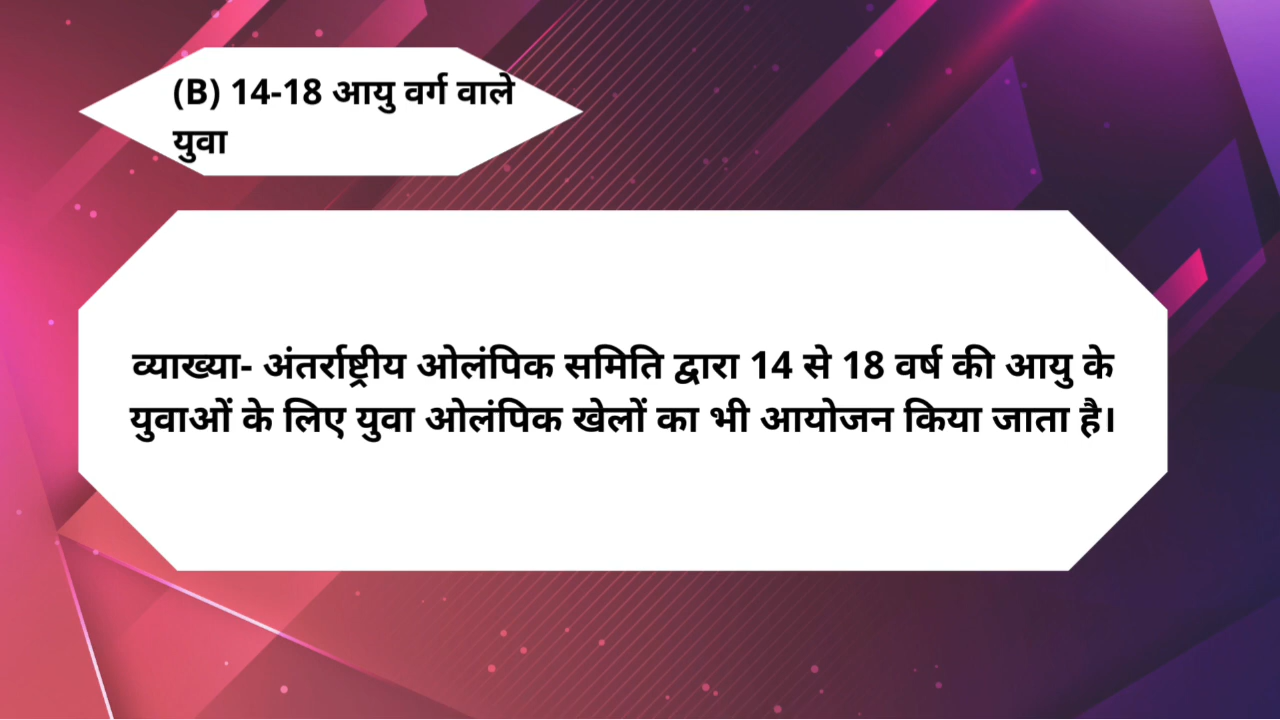 (B) 14-18 आयु वर्ग वाले
युवा
व्याख्या- अंतर्राष्ट्रीय ओलंपिक समिति द्वारा 14 से 18 वर्ष की आयु के
युवाओं के लिए युवा ओलंपिक खेलों का भी आयोजन किया जाता है।